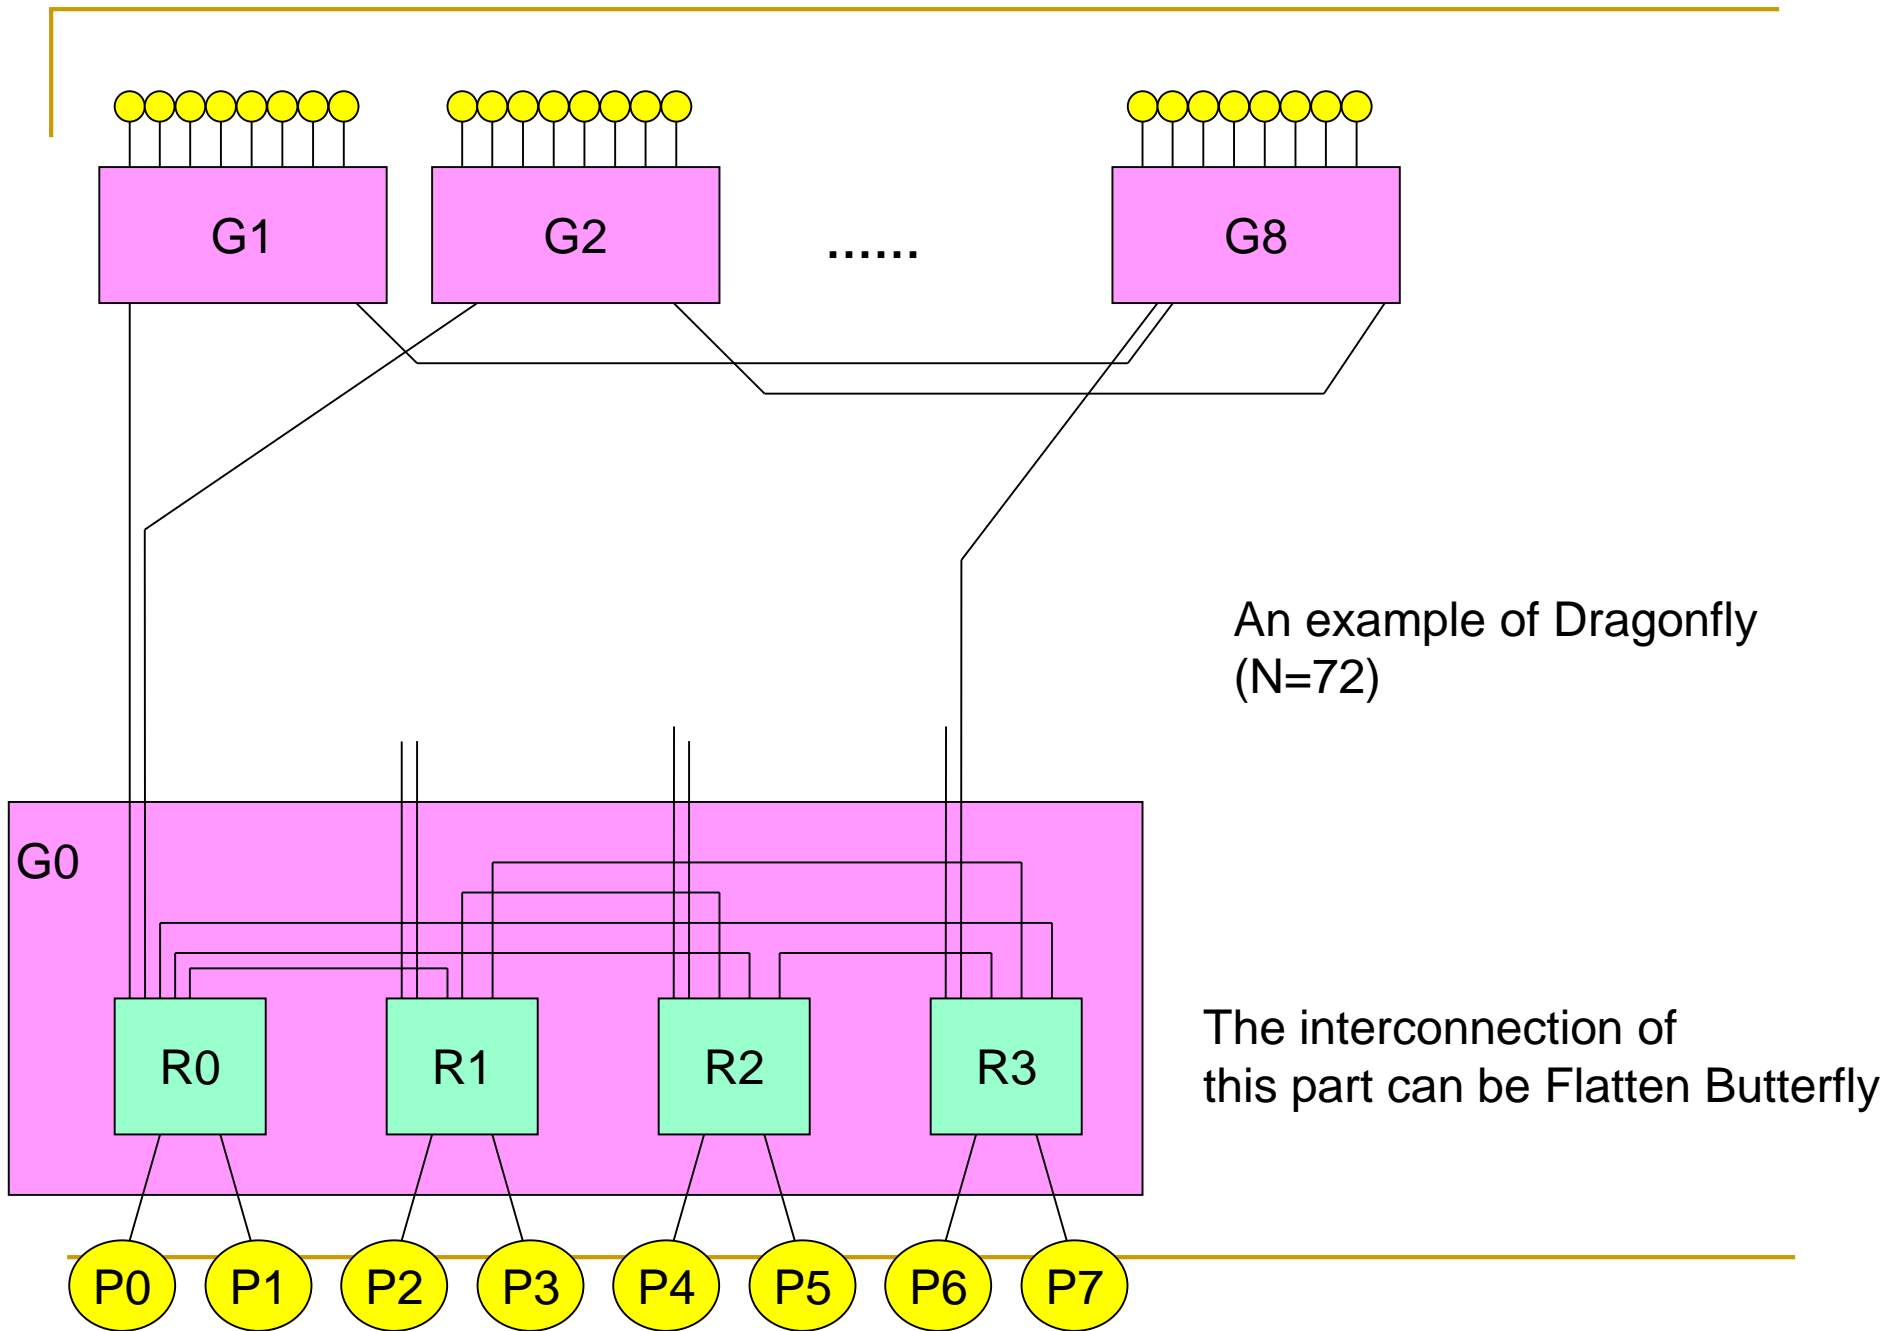 G1
G2
......
G8
An example of Dragonfly
(N=72)
G0
R0
R1
R2
R3
The interconnection of
this part can be Flatten Butterfly
P0
P1
P2
P3
P4
P5
P6
P7